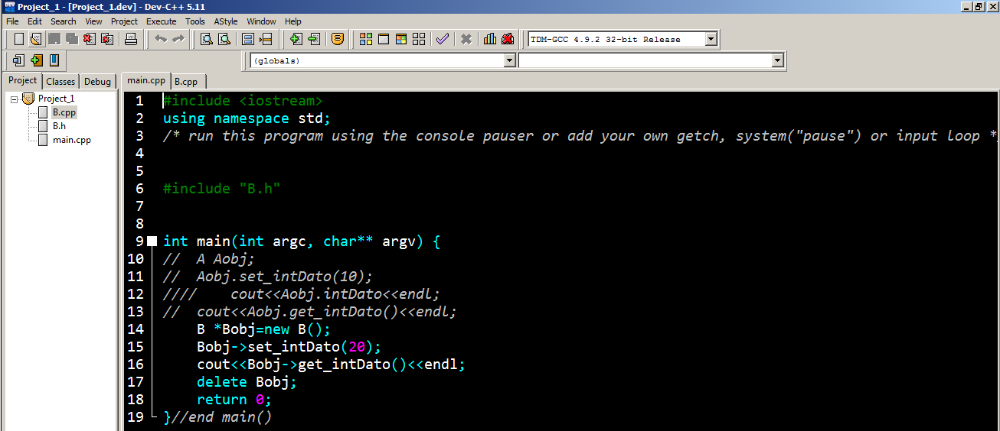 Project_1 - [Project_1.dev] - Dev-C++ 5.11
File Edit Search View Project Execute Tools AStyle Window Help
TDM-GCC 4.9.2 32-bit Release
(globals)
Project Classes Debug main.cpp B.cpp
Project_1
B.cpp
B.h
main.cpp
1 #include <iostream>
2 using namespace std;
3 /* run this program using the console pauser or add your own getch, system("pause") or input loop *
4
5
6 #include "B.h"
7
8
9 int main(int argc, char** argv) {
10 //  A Aobj;
11 //  Aobj.set_intDato(10);
12 ////    cout<<Aobj.intDato<<endl;
13 //  cout<<Aobj.get_intDato()<<endl;
14     B *Bobj=new B();
15     Bobj->set_intDato(20);
16     cout<<Bobj->get_intDato()<<endl;
17     delete Bobj;
18     return 0;
19 }//end main()